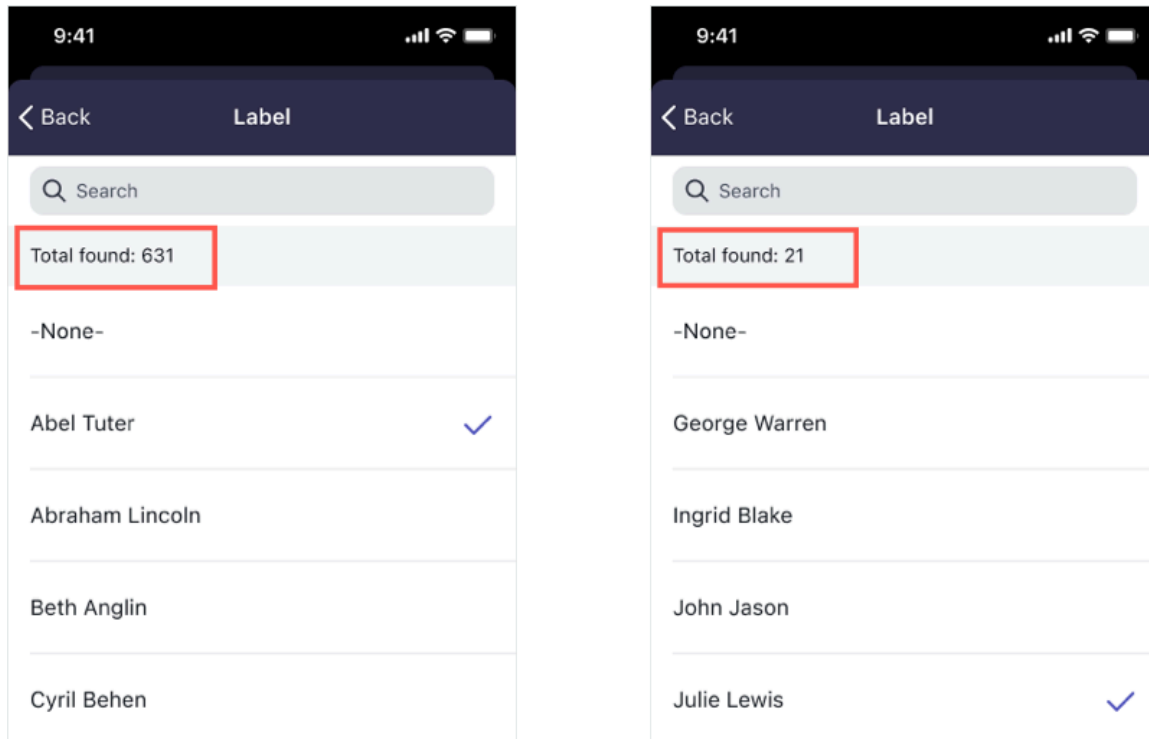 9:41
Back Label
Search
Total found: 631
-None-
Abel Tuter
Abraham Lincoln
Beth Anglin
Cyril Behen
9:41
Back Label
Search
Total found: 21
-None-
George Warren
Ingrid Blake
John Jason
Julie Lewis